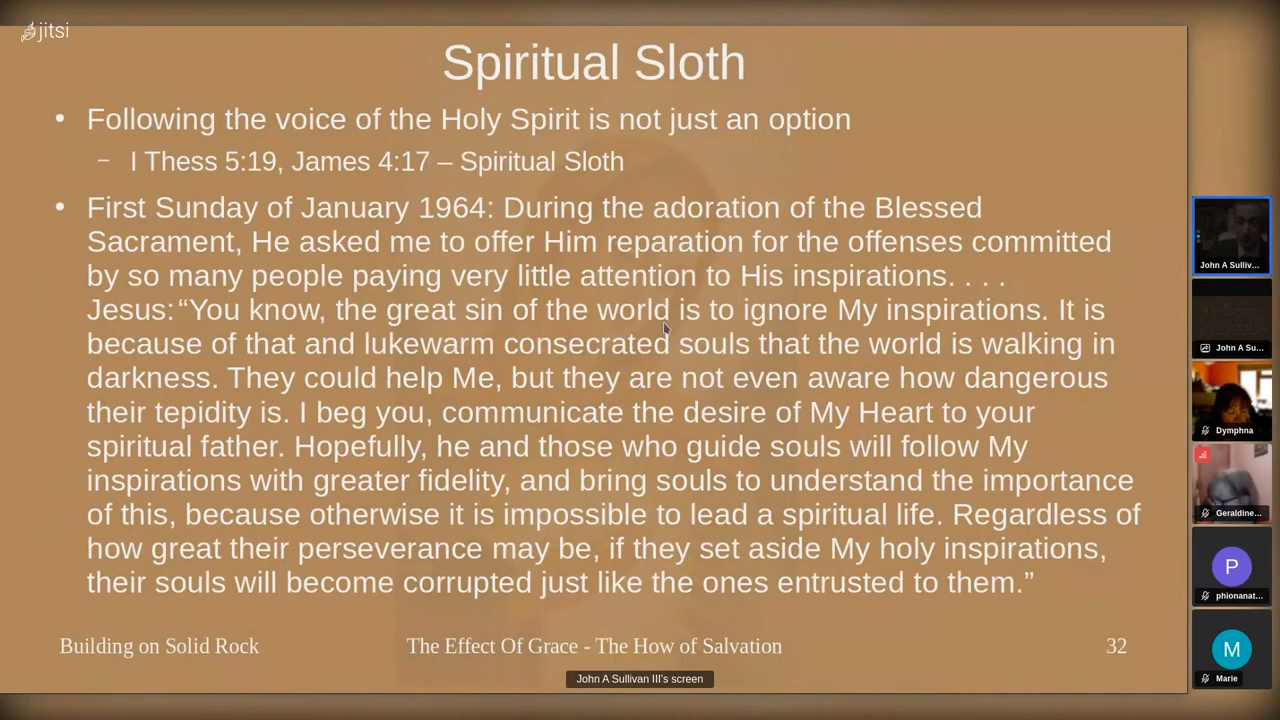 jitsi
Spiritual Sloth
• Following the voice of the Holy Spirit is not just an option
– I Thess 5:19, James 4:17 – Spiritual Sloth
• First Sunday of January 1964: During the adoration of the Blessed
Sacrament, He asked me to offer Him reparation for the offenses committed
by so many people paying very little attention to His inspirations. . . .
Jesus: “You know, the great sin of the world is to ignore My inspirations. It is
because of that and lukewarm consecrated souls that the world is walking in
darkness. They could help Me, but they are not even aware how dangerous
their tepidity is. I beg you, communicate the desire of My Heart to your
spiritual father. Hopefully, he and those who guide souls will follow My
inspirations with greater fidelity, and bring souls to understand the importance
of this, because otherwise it is impossible to lead a spiritual life. Regardless of
how great their perseverance may be, if they set aside My holy inspirations,
their souls will become corrupted just like the ones entrusted to them.”
Building on Solid Rock
The Effect Of Grace - The How of Salvation
32
John A Sullivan III's screen
John A Sulliv...
John A Su...
Dymphna
Geraldine...
P
phionanat...
M
Marie